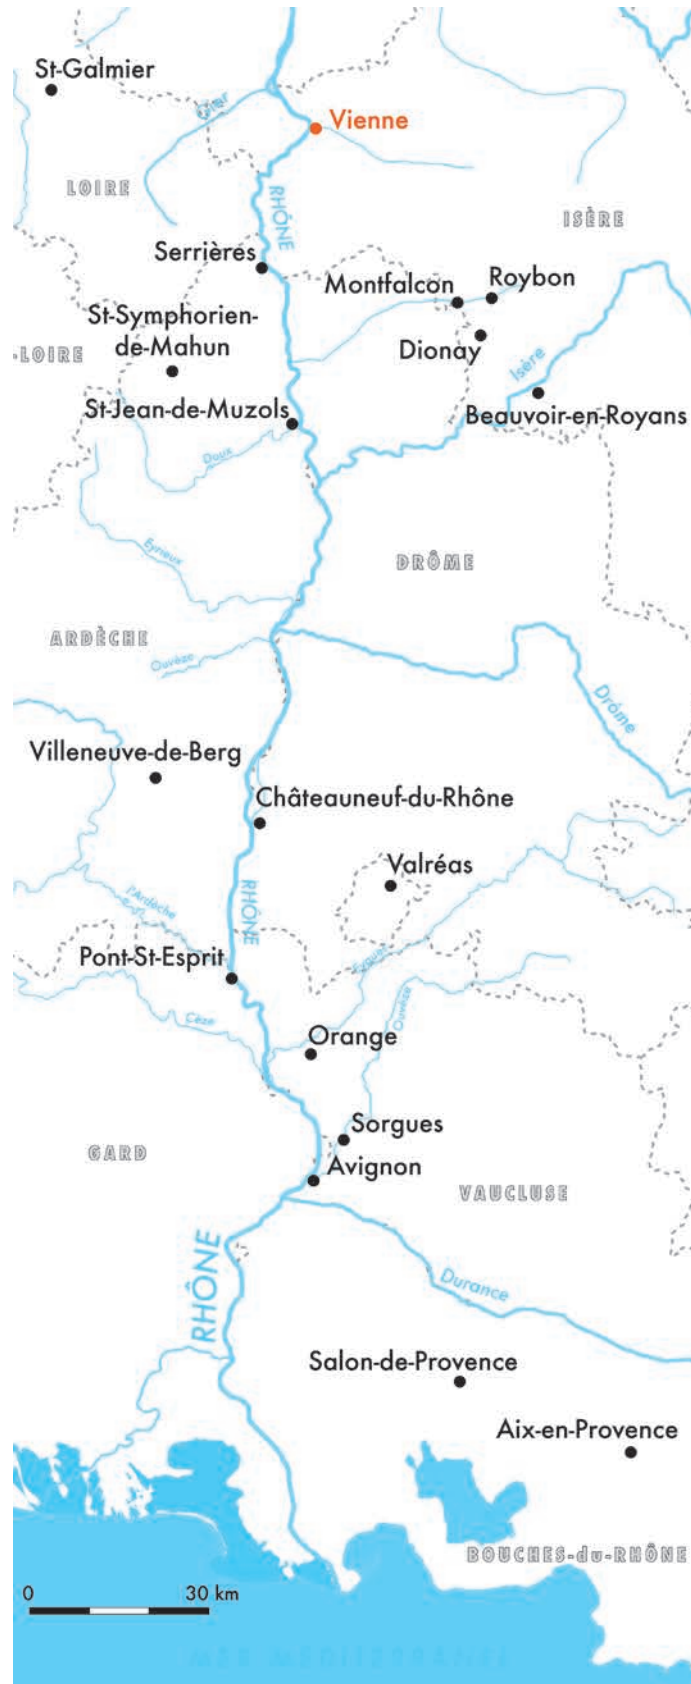 St-Galmier
Gier
Vienne
LOIRE
RHÔNE
ISÈRE
Serrières
Montfalcon
Roybon
St-Symphorien-
de-Mahun
-LOIRE
Dionay
Isère
St-Jean-de-Muzols
Beauvoir-en-Royans
Doux
Eyrieux
DRÔME
ARDÈCHE
Ouvèze
Drôme
Villeneuve-de-Berg
Châteauneuf-du-Rhône
Valréas
l'Ardèche
RHÔNE
Pont-St-Esprit
Eygues
Ouvèze
Cèze
Orange
Sorgues
GARD
Avignon
VAUCLUSE
RHÔNE
Durance
Salon-de-Provence
Aix-en-Provence
BOUCHES-du-RHÔNE
0 30 km
MER MÉDITERRANÉE